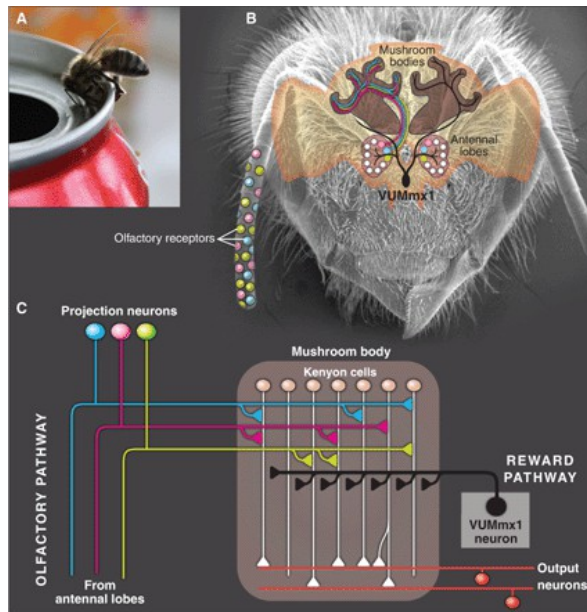 A
B
Mushroom
bodies
Antennal
lobes
VUMmx1
Olfactory receptors
C
Projection neurons
Mushroom body
Kenyon cells
OLFACTORY PATHWAY
REWARD
PATHWAY
VUMmx1
neuron
From
antennal lobes
Output
neurons